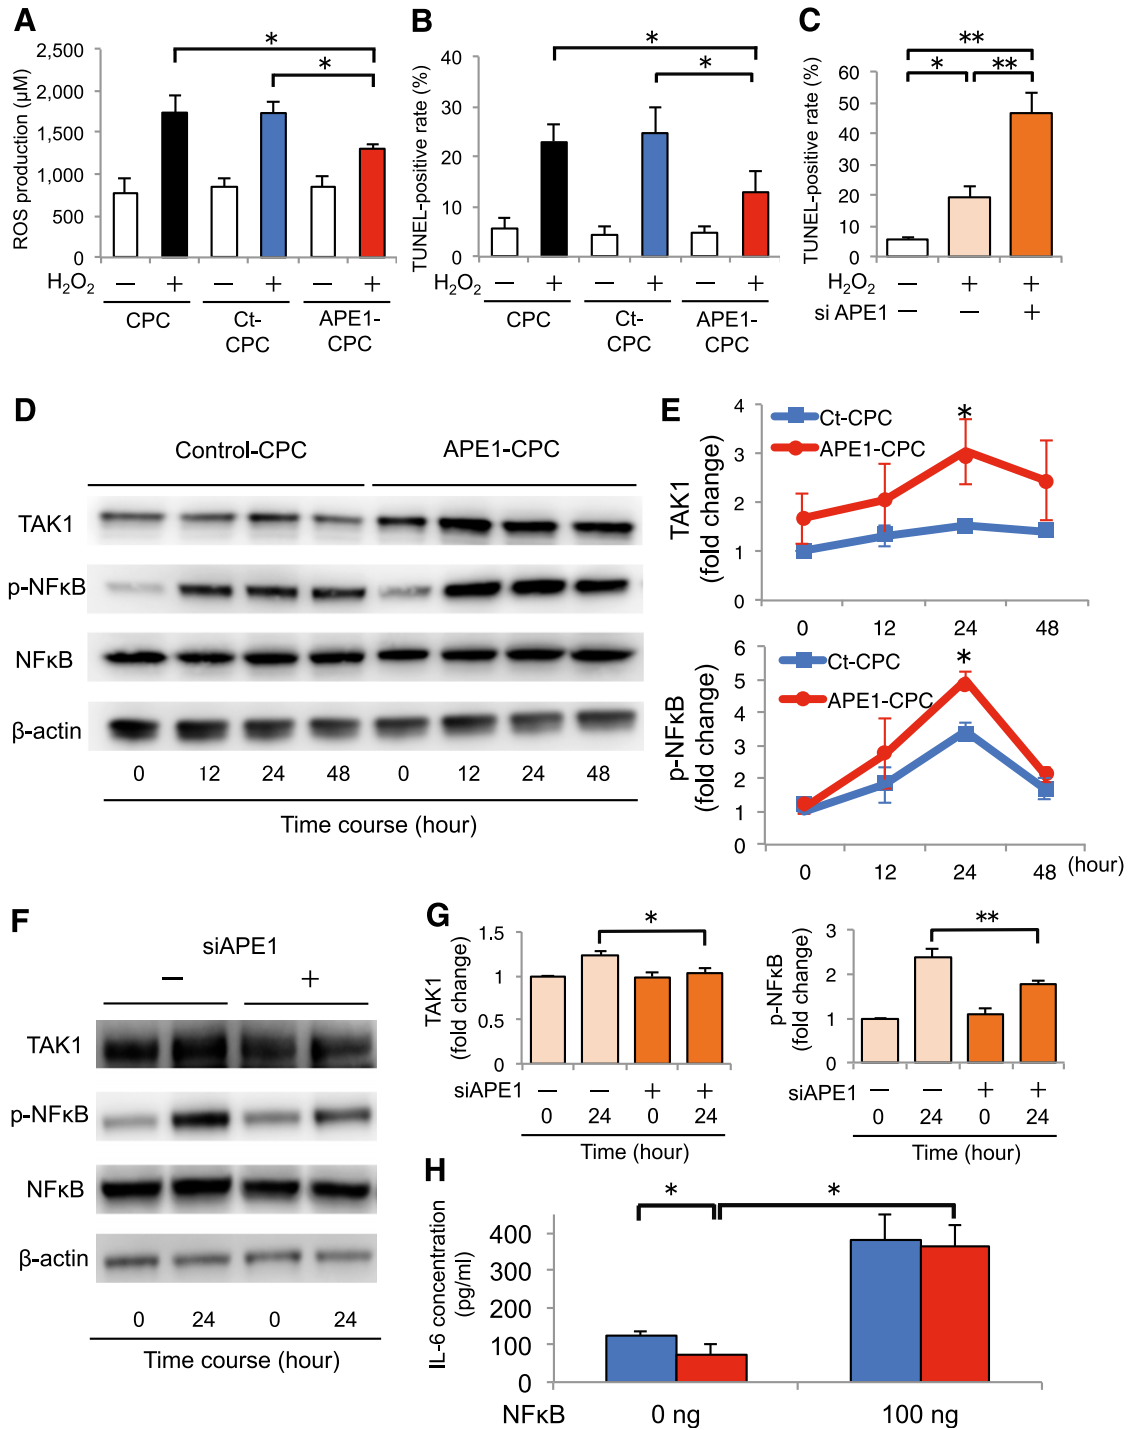 A
ROS production (µM)
2,500
2,000
1,500
1,000
500
0
*
*
H2O2 — + — + — +
CPC Ct-CPC APE1-CPC
B
TUNEL-positive rate (%)
40
30
20
10
0
*
*
H2O2 — + — + — +
CPC Ct-CPC APE1-CPC
C
TUNEL-positive rate (%)
60
50
40
30
20
10
0
**
* **
H2O2 — + +
si APE1 — — +
D
Control-CPC APE1-CPC
TAK1
p-NFκB
NFκB
β-actin
0 12 24 48 0 12 24 48
Time course (hour)
E
TAK1 (fold change)
4
3
2
1
0
Ct-CPC
APE1-CPC
*
0 12 24 48
p-NFκB (fold change)
6
5
4
3
2
1
0
Ct-CPC
APE1-CPC
*
0 12 24 48 (hour)
F
siAPE1
— +
TAK1
p-NFκB
NFκB
β-actin
0 24 0 24
Time course (hour)
G
TAK1 (fold change)
1.5
1
0.5
0
*
siAPE1 — — + +
0 24 0 24
Time (hour)
p-NFκB (fold change)
3
2
1
0
**
siAPE1 — — + +
0 24 0 24
Time (hour)
H
IL-6 concentration (pg/ml)
400
300
200
100
0
* *
NFκB 0 ng 100 ng